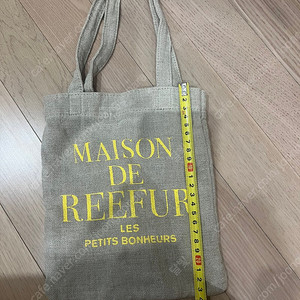 MAISON
DE
REEFUR
LES
PETITS BONHEURS